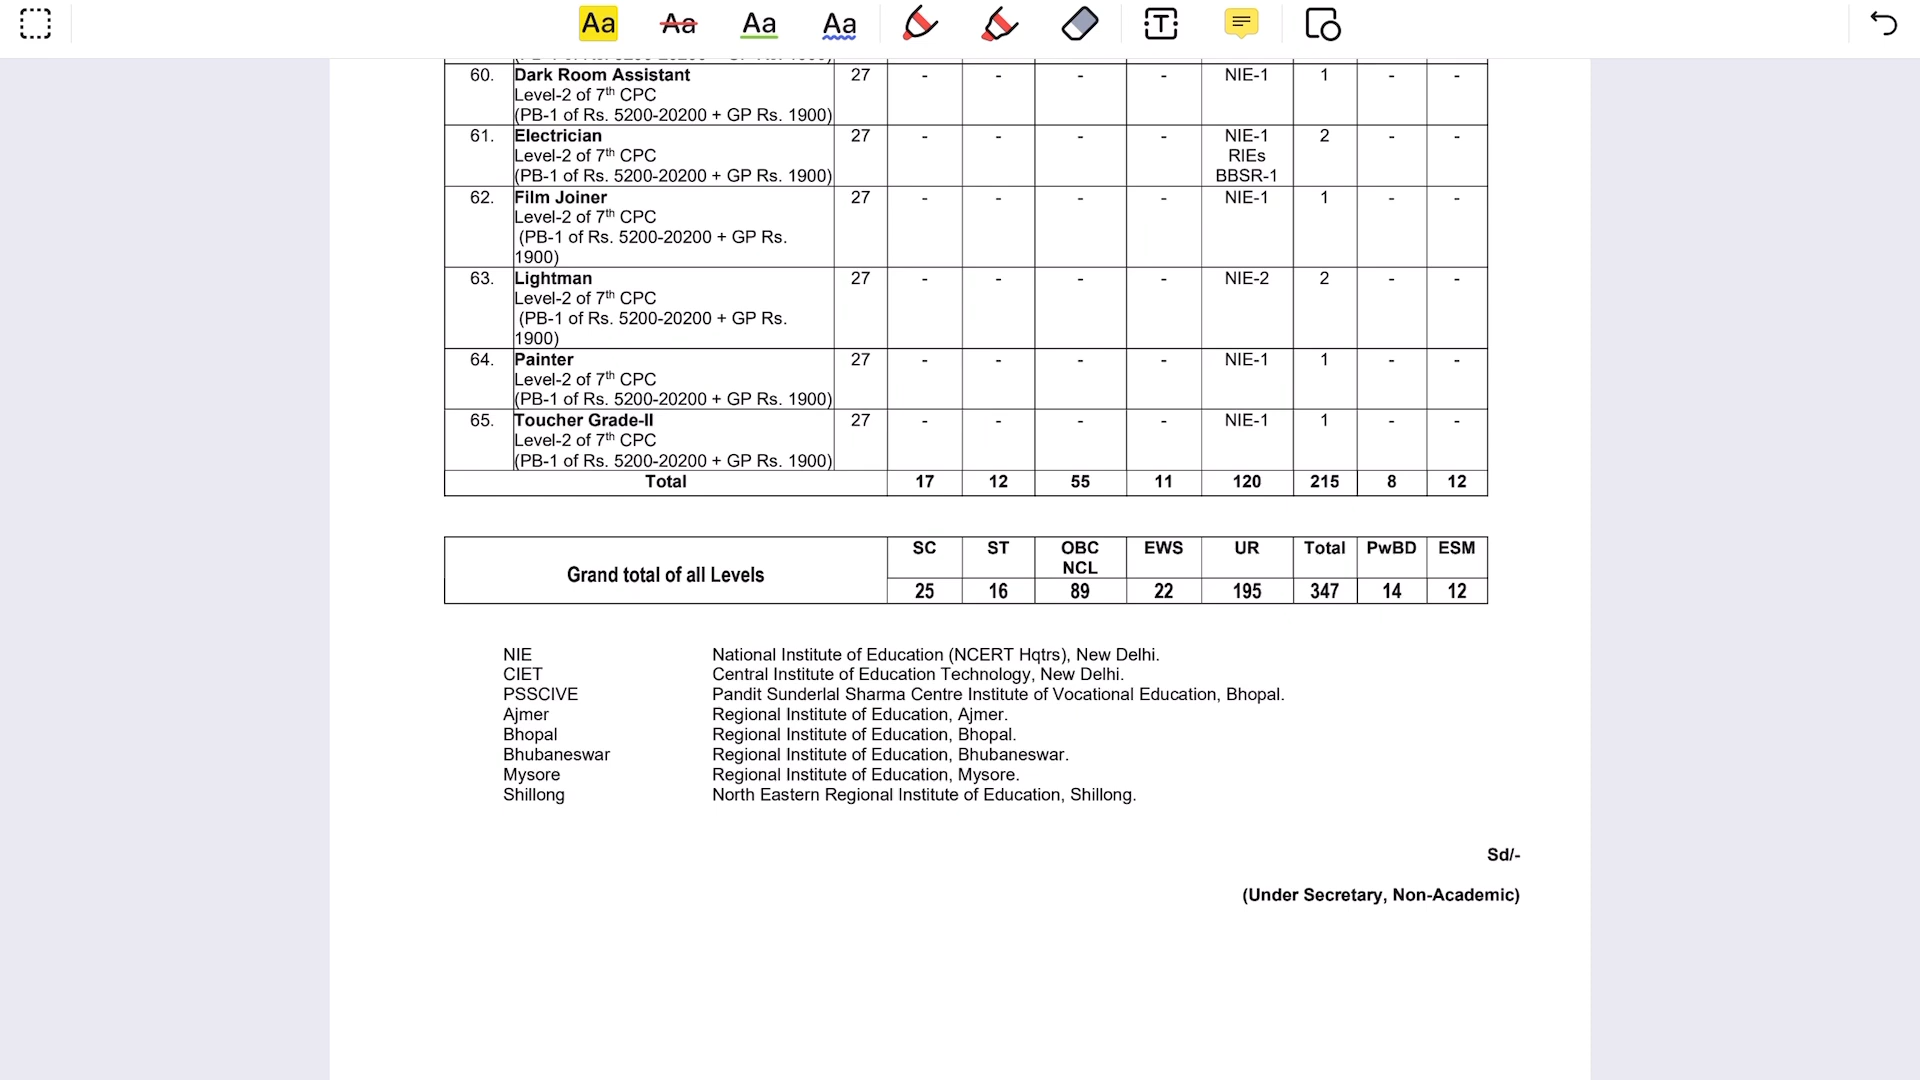 Aa Aa Aa Aa
60. Dark Room Assistant 27 - - - - NIE-1 1 - -
Level-2 of 7th CPC
(PB-1 of Rs. 5200-20200 + GP Rs. 1900)
61. Electrician 27 - - - - NIE-1 2 - -
Level-2 of 7th CPC RIEs
(PB-1 of Rs. 5200-20200 + GP Rs. 1900) BBSR-1
62. Film Joiner 27 - - - - NIE-1 1 - -
Level-2 of 7th CPC
(PB-1 of Rs. 5200-20200 + GP Rs.
1900)
63. Lightman 27 - - - - NIE-2 2 - -
Level-2 of 7th CPC
(PB-1 of Rs. 5200-20200 + GP Rs.
1900)
64. Painter 27 - - - - NIE-1 1 - -
Level-2 of 7th CPC
(PB-1 of Rs. 5200-20200 + GP Rs. 1900)
65. Toucher Grade-II 27 - - - - NIE-1 1 - -
Level-2 of 7th CPC
(PB-1 of Rs. 5200-20200 + GP Rs. 1900)
Total 17 12 55 11 120 215 8 12
SC ST OBC EWS UR Total PwBD ESM
NCL
Grand total of all Levels
25 16 89 22 195 347 14 12
NIE National Institute of Education (NCERT Hqtrs), New Delhi.
CIET Central Institute of Education Technology, New Delhi.
PSSCIVE Pandit Sunderlal Sharma Centre Institute of Vocational Education, Bhopal.
Ajmer Regional Institute of Education, Ajmer.
Bhopal Regional Institute of Education, Bhopal.
Bhubaneswar Regional Institute of Education, Bhubaneswar.
Mysore Regional Institute of Education, Mysore.
Shillong North Eastern Regional Institute of Education, Shillong.
Sd/-
(Under Secretary, Non-Academic)